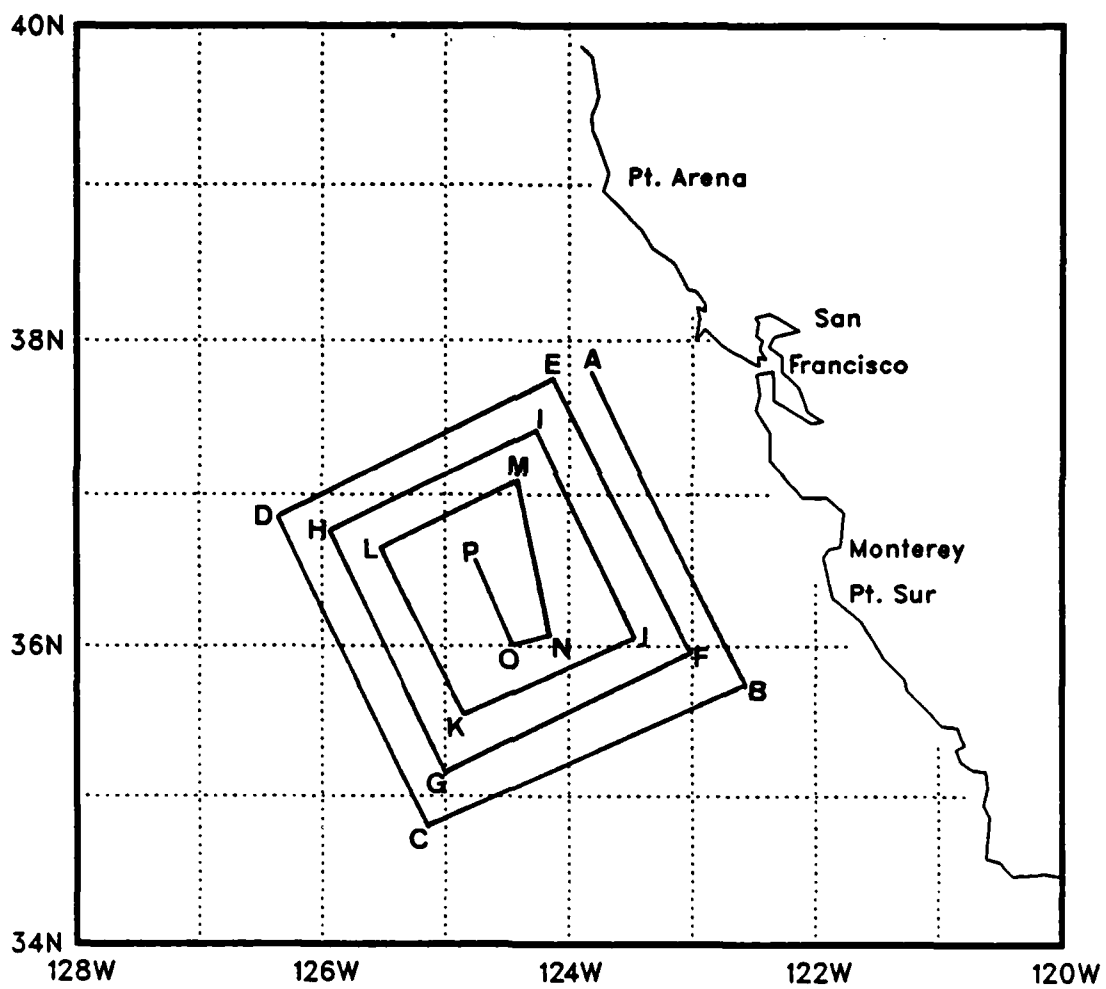 40N
Pt. Arena
San
38N
E
A
Francisco
I
M
D
H
L
P
Monterey
Pt. Sur
36N
J
N
O
F
B
K
G
C
34N
128W
126W
124W
122W
120W